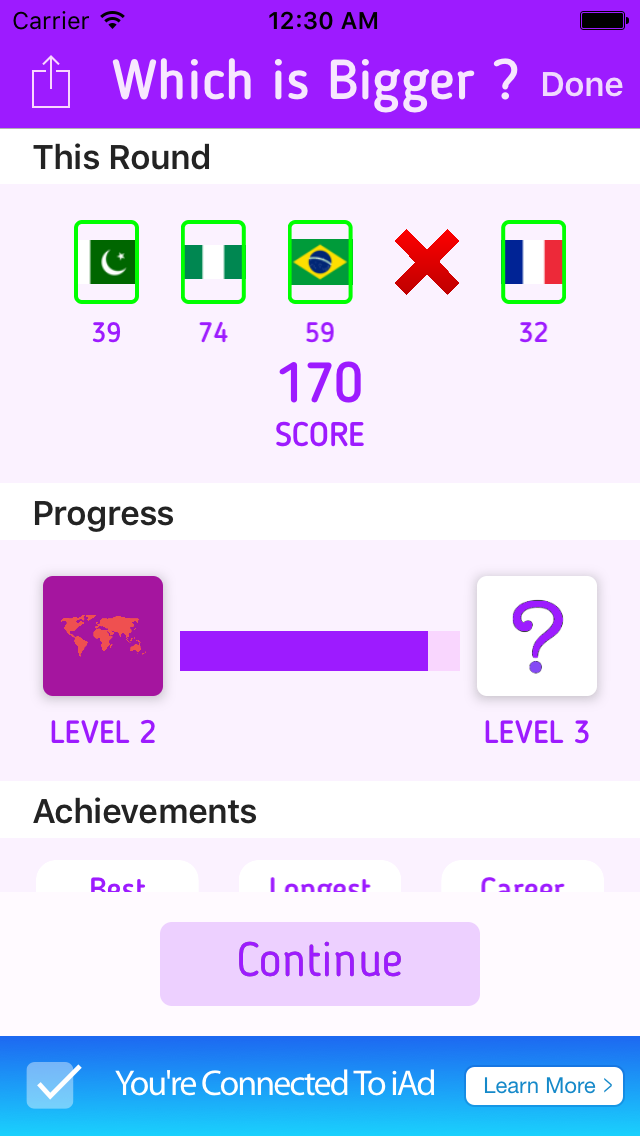 Carrier 12:30 AM
Which is Bigger ? Done
This Round
39 74 59 32
170
SCORE
Progress
?
LEVEL 2 LEVEL 3
Achievements
Best Longest Career
Continue
You're Connected To iAd Learn More >